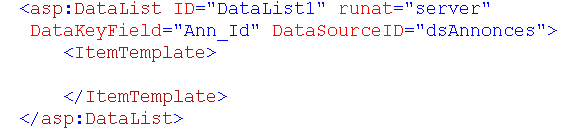 <asp:DataList ID="DataList1" runat="server"
DataKeyField="Ann_Id" DataSourceID="dsAnnonces">
<ItemTemplate>
</ItemTemplate>
</asp:DataList>